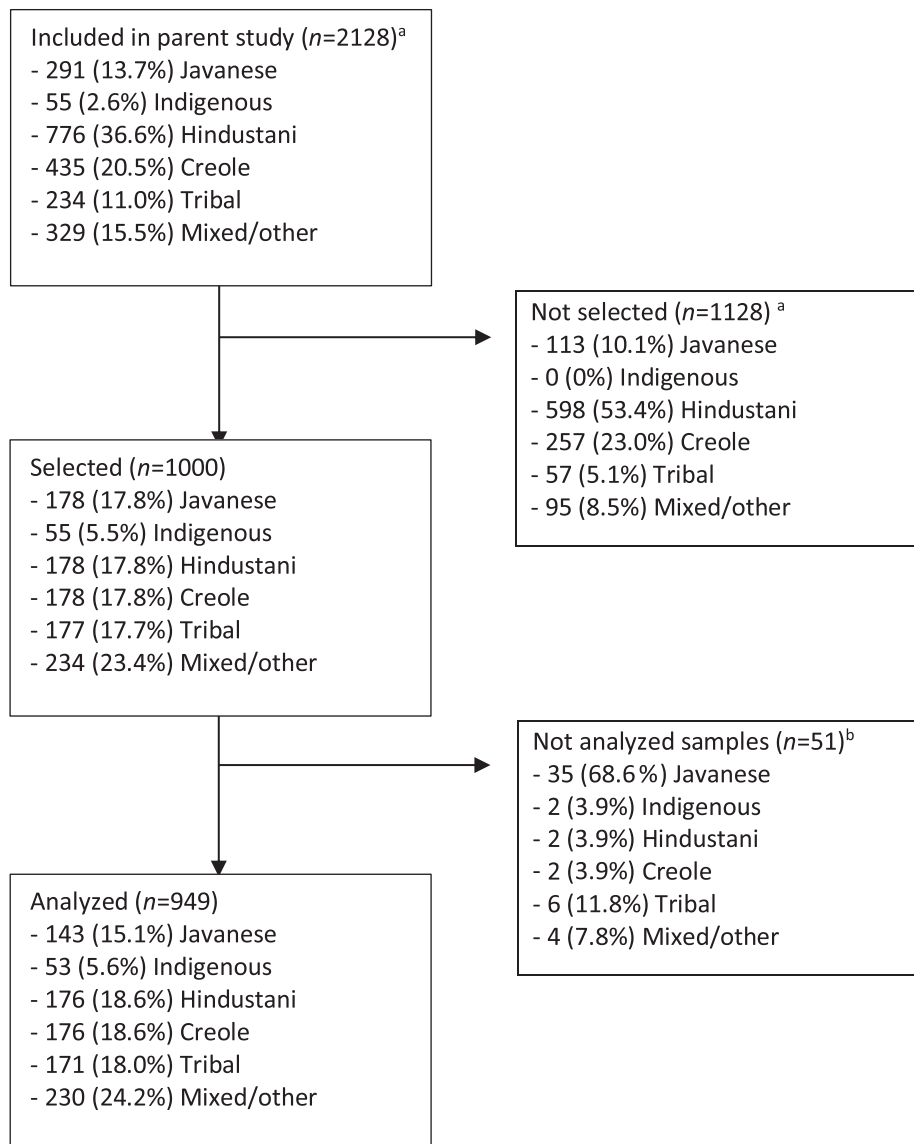 Included in parent study (n=2128)ᵃ
- 291 (13.7%) Javanese
- 55 (2.6%) Indigenous
- 776 (36.6%) Hindustani
- 435 (20.5%) Creole
- 234 (11.0%) Tribal
- 329 (15.5%) Mixed/other
Not selected (n=1128) ᵃ
- 113 (10.1%) Javanese
- 0 (0%) Indigenous
- 598 (53.4%) Hindustani
- 257 (23.0%) Creole
- 57 (5.1%) Tribal
- 95 (8.5%) Mixed/other
Selected (n=1000)
- 178 (17.8%) Javanese
- 55 (5.5%) Indigenous
- 178 (17.8%) Hindustani
- 178 (17.8%) Creole
- 177 (17.7%) Tribal
- 234 (23.4%) Mixed/other
Not analyzed samples (n=51)ᵇ
- 35 (68.6%) Javanese
- 2 (3.9%) Indigenous
- 2 (3.9%) Hindustani
- 2 (3.9%) Creole
- 6 (11.8%) Tribal
- 4 (7.8%) Mixed/other
Analyzed (n=949)
- 143 (15.1%) Javanese
- 53 (5.6%) Indigenous
- 176 (18.6%) Hindustani
- 176 (18.6%) Creole
- 171 (18.0%) Tribal
- 230 (24.2%) Mixed/other